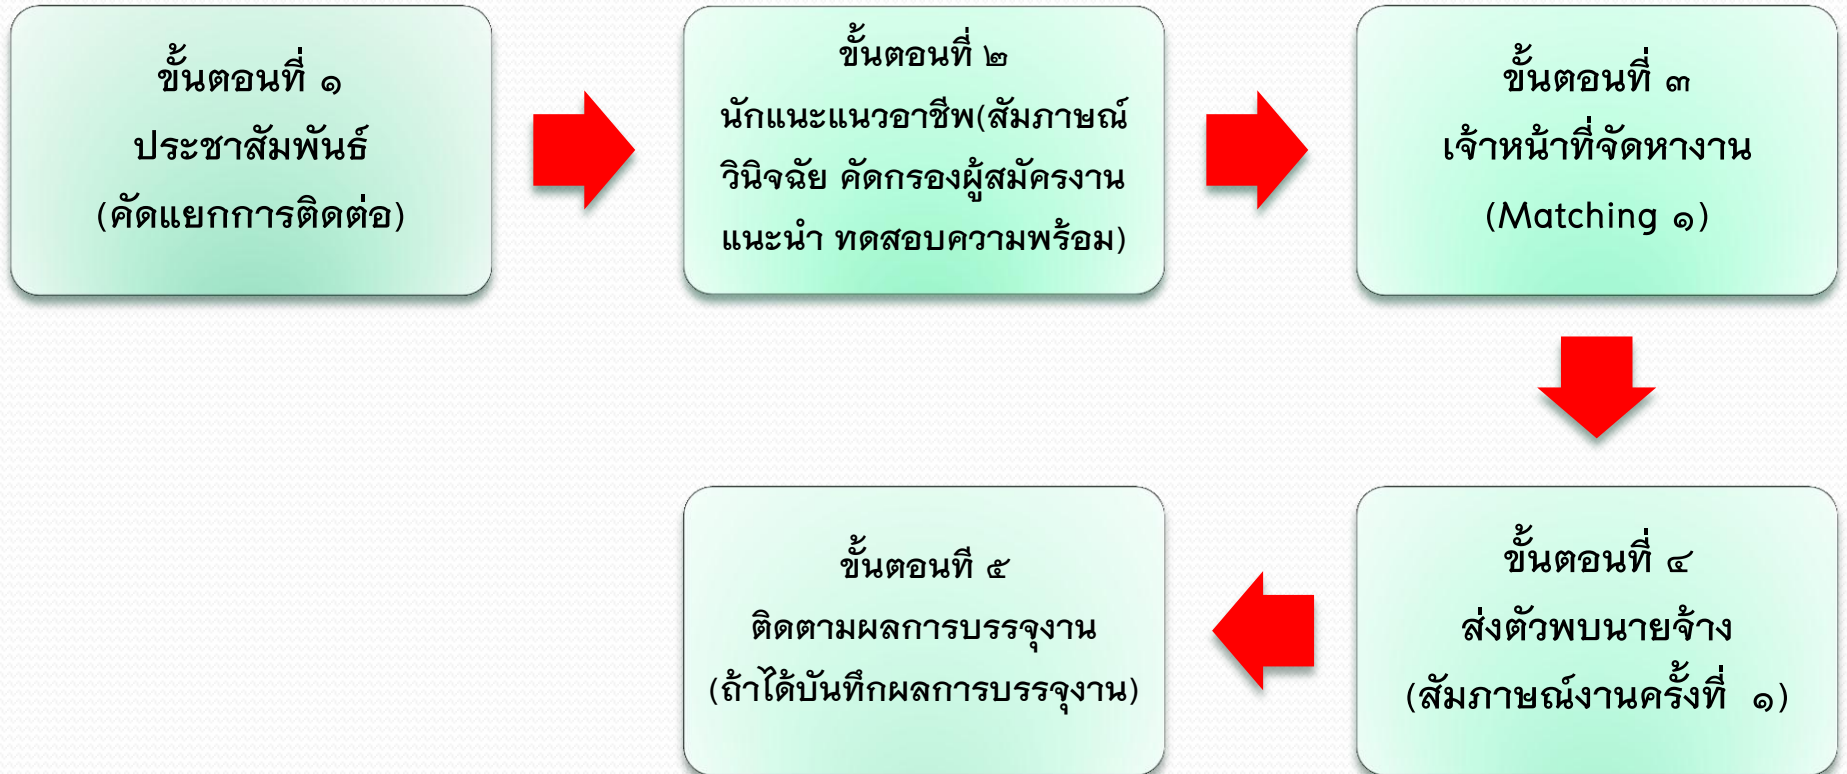 ขั้นตอนที่ ๑
ประชาสัมพันธ์
(คัดแยกการติดต่อ)
ขั้นตอนที่ ๒
นักแนะแนวอาชีพ(สัมภาษณ์
วินิจฉัย คัดกรองผู้สมัครงาน
แนะนำ ทดสอบความพร้อม)
ขั้นตอนที่ ๓
เจ้าหน้าที่จัดหางาน
(Matching ๑)
ขั้นตอนที่ ๔
ส่งตัวพบนายจ้าง
(สัมภาษณ์งานครั้งที่ ๑)
ขั้นตอนที ๕
ติดตามผลการบรรจุงาน
(ถ้าได้บันทึกผลการบรรจุงาน)